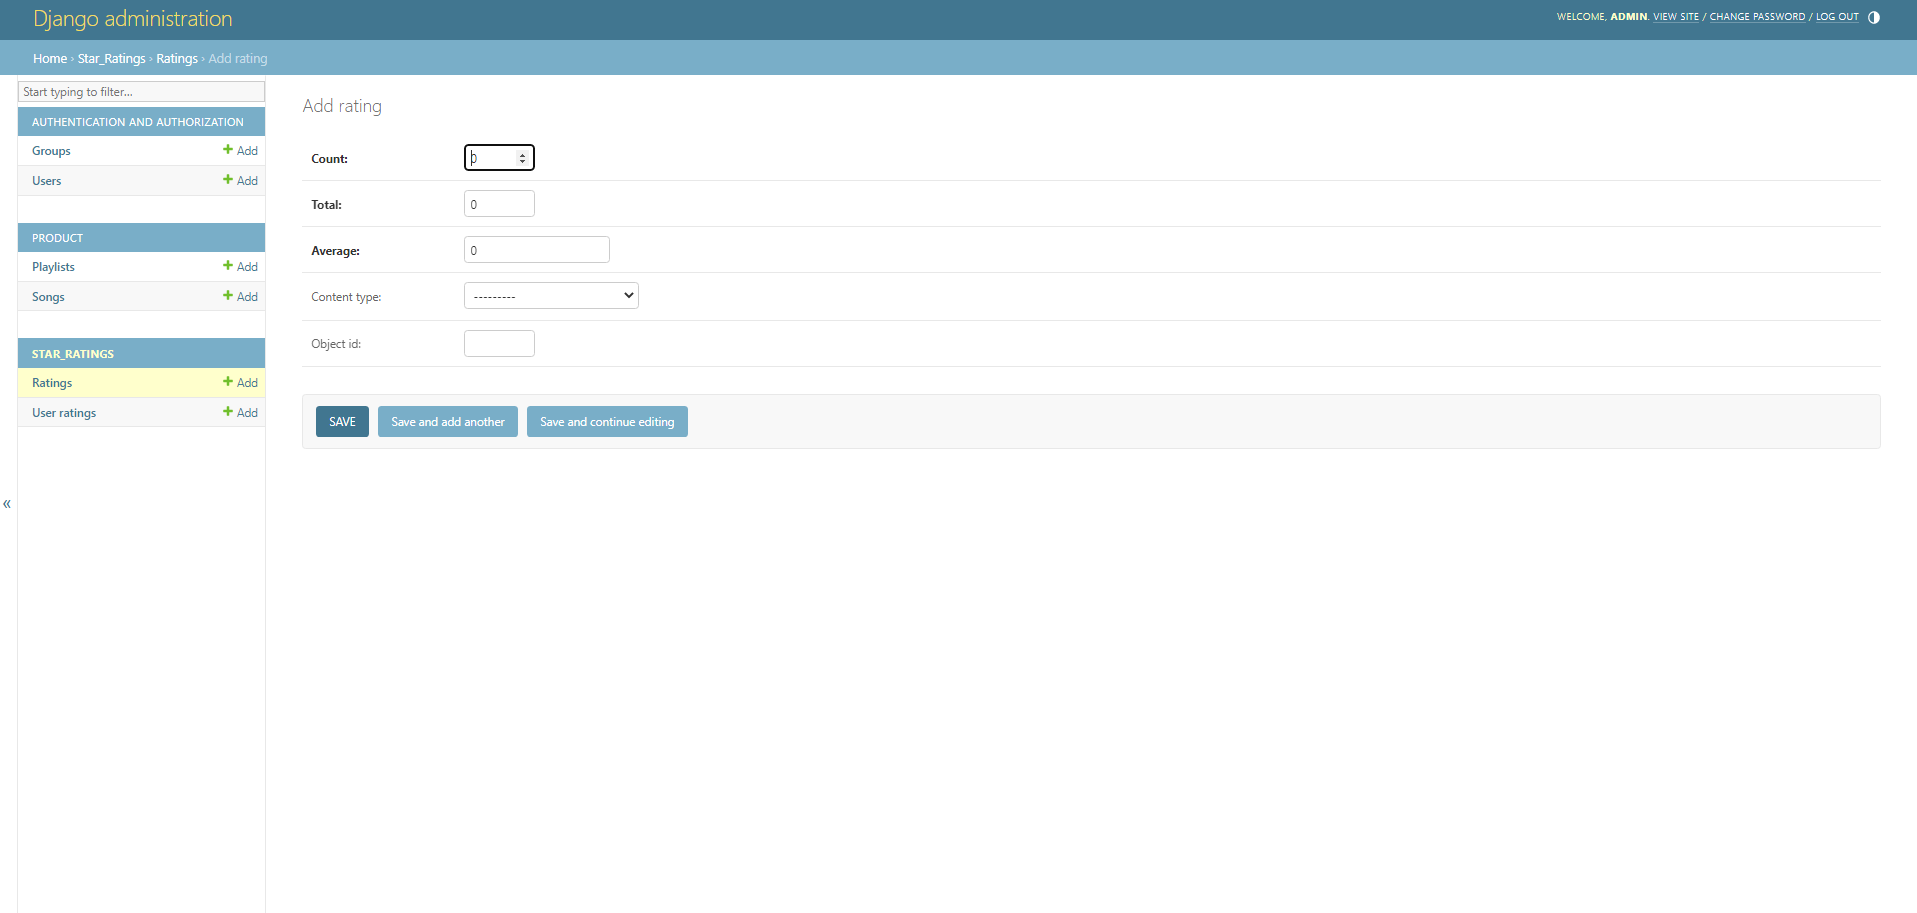 Django administration
WELCOME, ADMIN. VIEW SITE / CHANGE PASSWORD / LOG OUT
Home › Star_Ratings › Ratings › Add rating
Start typing to filter...
AUTHENTICATION AND AUTHORIZATION
Groups + Add
Users + Add
PRODUCT
Playlists + Add
Songs + Add
STAR_RATINGS
Ratings + Add
User ratings + Add
«
Add rating
Count: 0
Total: 0
Average: 0
Content type: ---------
Object id:
SAVE Save and add another Save and continue editing